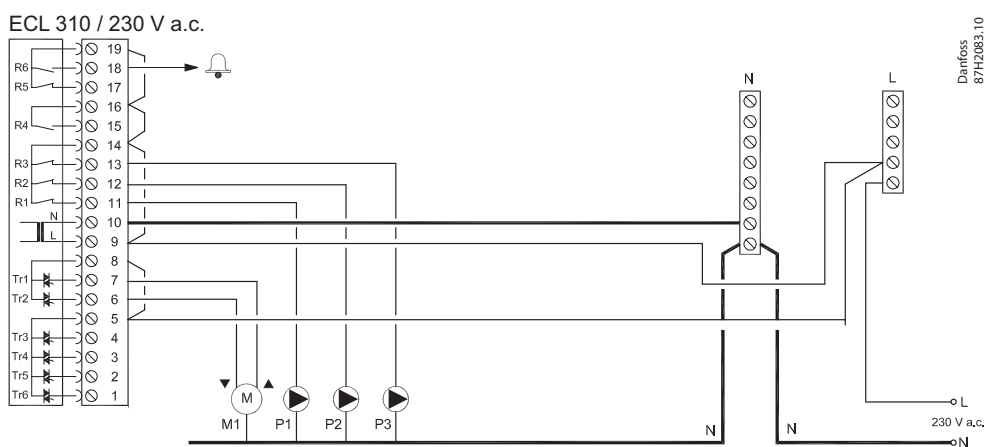 ECL 310 / 230 V a.c.
Danfoss
87H2083.10
19
R6 18
R5 17
16
R4 15
14
R3 13
R2 12
R1 11
N 10
L 9
8
Tr1 7
Tr2 6
5
Tr3 4
Tr4 3
Tr5 2
Tr6 1
N
L
M
M1 P1 P2 P3
L
230 V a.c.
N N N